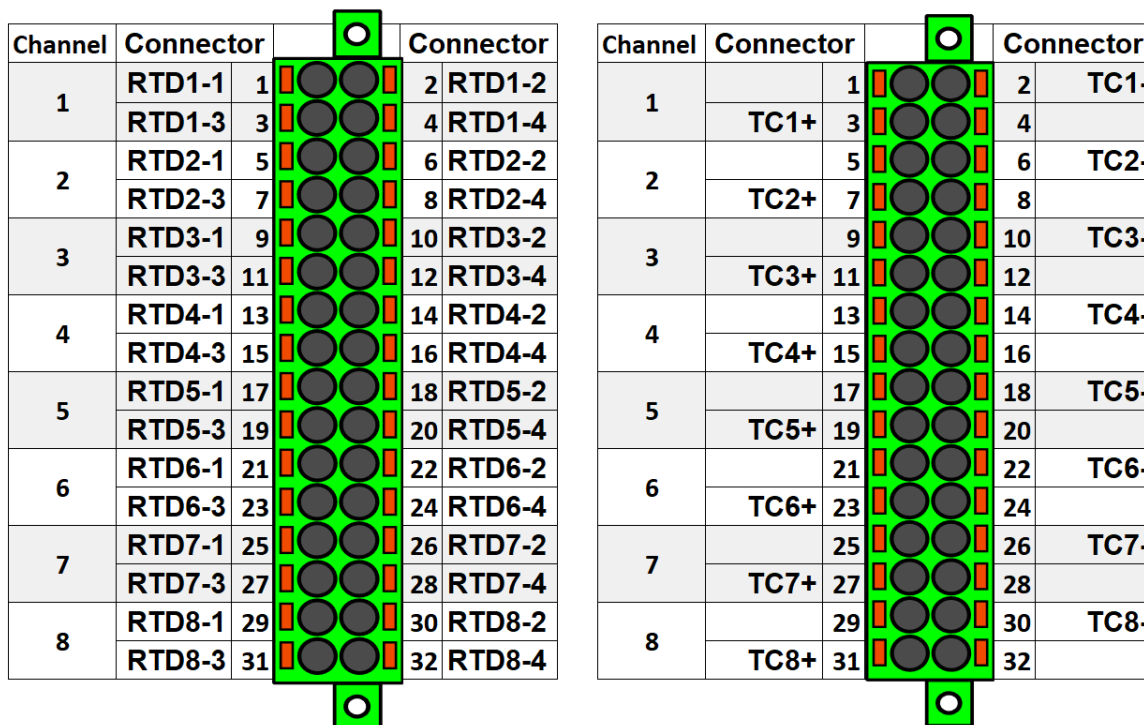 Channel Connector Connector
1 RTD1-1 1 2 RTD1-2
RTD1-3 3 4 RTD1-4
2 RTD2-1 5 6 RTD2-2
RTD2-3 7 8 RTD2-4
3 RTD3-1 9 10 RTD3-2
RTD3-3 11 12 RTD3-4
4 RTD4-1 13 14 RTD4-2
RTD4-3 15 16 RTD4-4
5 RTD5-1 17 18 RTD5-2
RTD5-3 19 20 RTD5-4
6 RTD6-1 21 22 RTD6-2
RTD6-3 23 24 RTD6-4
7 RTD7-1 25 26 RTD7-2
RTD7-3 27 28 RTD7-4
8 RTD8-1 29 30 RTD8-2
RTD8-3 31 32 RTD8-4
Channel Connector Connector
1 1 2 TC1-
TC1+ 3 4
2 5 6 TC2-
TC2+ 7 8
3 9 10 TC3-
TC3+ 11 12
4 13 14 TC4-
TC4+ 15 16
5 17 18 TC5-
TC5+ 19 20
6 21 22 TC6-
TC6+ 23 24
7 25 26 TC7-
TC7+ 27 28
8 29 30 TC8-
TC8+ 31 32